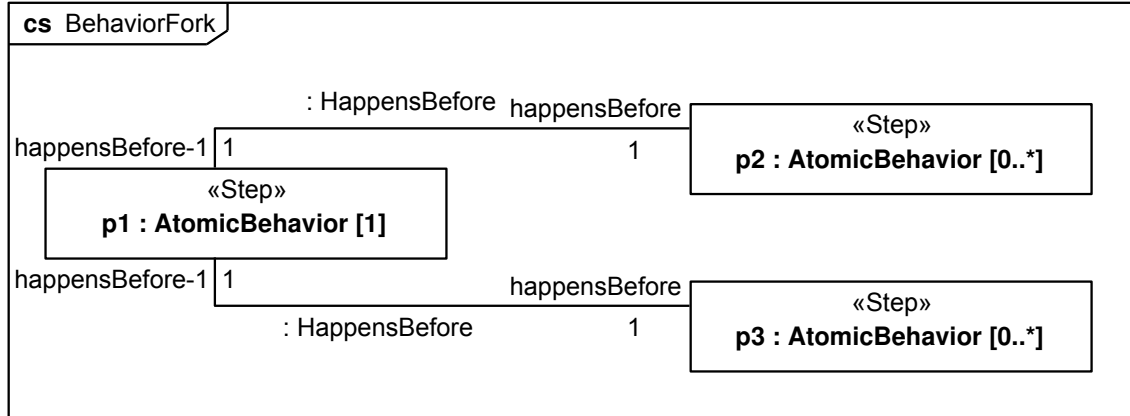 cs BehaviorFork
: HappensBefore happensBefore
«Step»
happensBefore-1 1
1
p2 : AtomicBehavior [0..*]
«Step»
p1 : AtomicBehavior [1]
happensBefore-1 1
happensBefore
«Step»
: HappensBefore
1
p3 : AtomicBehavior [0..*]